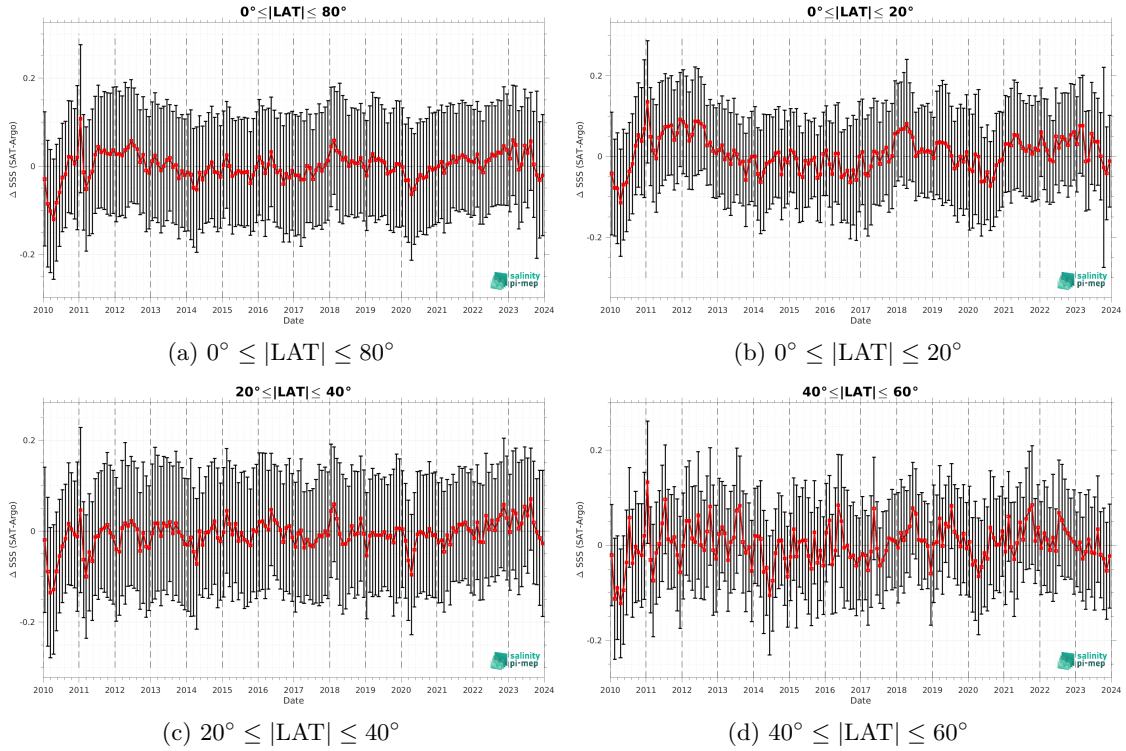 0°≤|LAT|≤ 80°
Δ SSS (SAT-Argo)
0.2
0
-0.2
2010 2011 2012 2013 2014 2015 2016 2017 2018 2019 2020 2021 2022 2023 2024
Date
salinity
pi-mep
(a) 0° ≤ |LAT| ≤ 80°
0°≤|LAT|≤ 20°
Δ SSS (SAT-Argo)
0.2
0
-0.2
2010 2011 2012 2013 2014 2015 2016 2017 2018 2019 2020 2021 2022 2023 2024
Date
salinity
pi-mep
(b) 0° ≤ |LAT| ≤ 20°
20°≤|LAT|≤ 40°
Δ SSS (SAT-Argo)
0.2
0
-0.2
2010 2011 2012 2013 2014 2015 2016 2017 2018 2019 2020 2021 2022 2023 2024
Date
salinity
pi-mep
(c) 20° ≤ |LAT| ≤ 40°
40°≤|LAT|≤ 60°
Δ SSS (SAT-Argo)
0.2
0
-0.2
2010 2011 2012 2013 2014 2015 2016 2017 2018 2019 2020 2021 2022 2023 2024
Date
salinity
pi-mep
(d) 40° ≤ |LAT| ≤ 60°